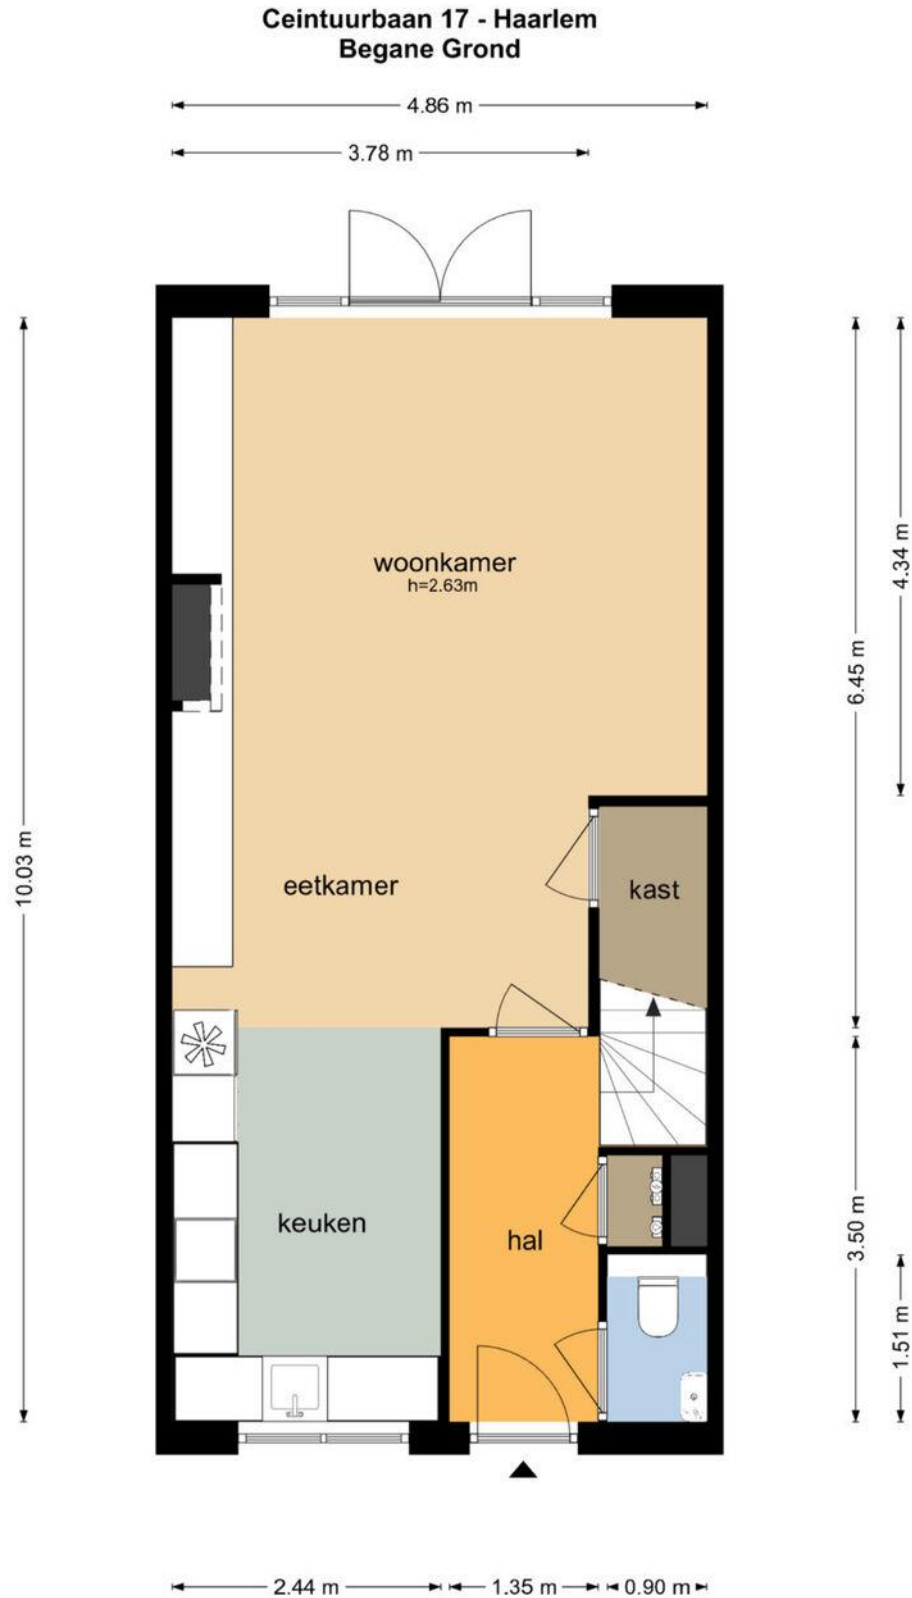 Ceintuurbaan 17 - Haarlem
Begane Grond
4.86 m
3.78 m
woonkamer
h=2.63m
4.34 m
6.45 m
10.03 m
eetkamer
kast
keuken
hal
3.50 m
1.51 m
2.44 m
1.35 m
0.90 m